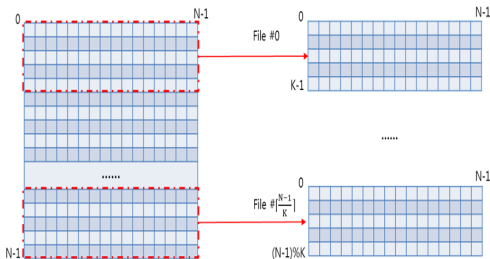 0
N-1
File #0
0
N-1
K-1
......
......
File #⌈N-1/K⌉
0
N-1
N-1
(N-1)%K